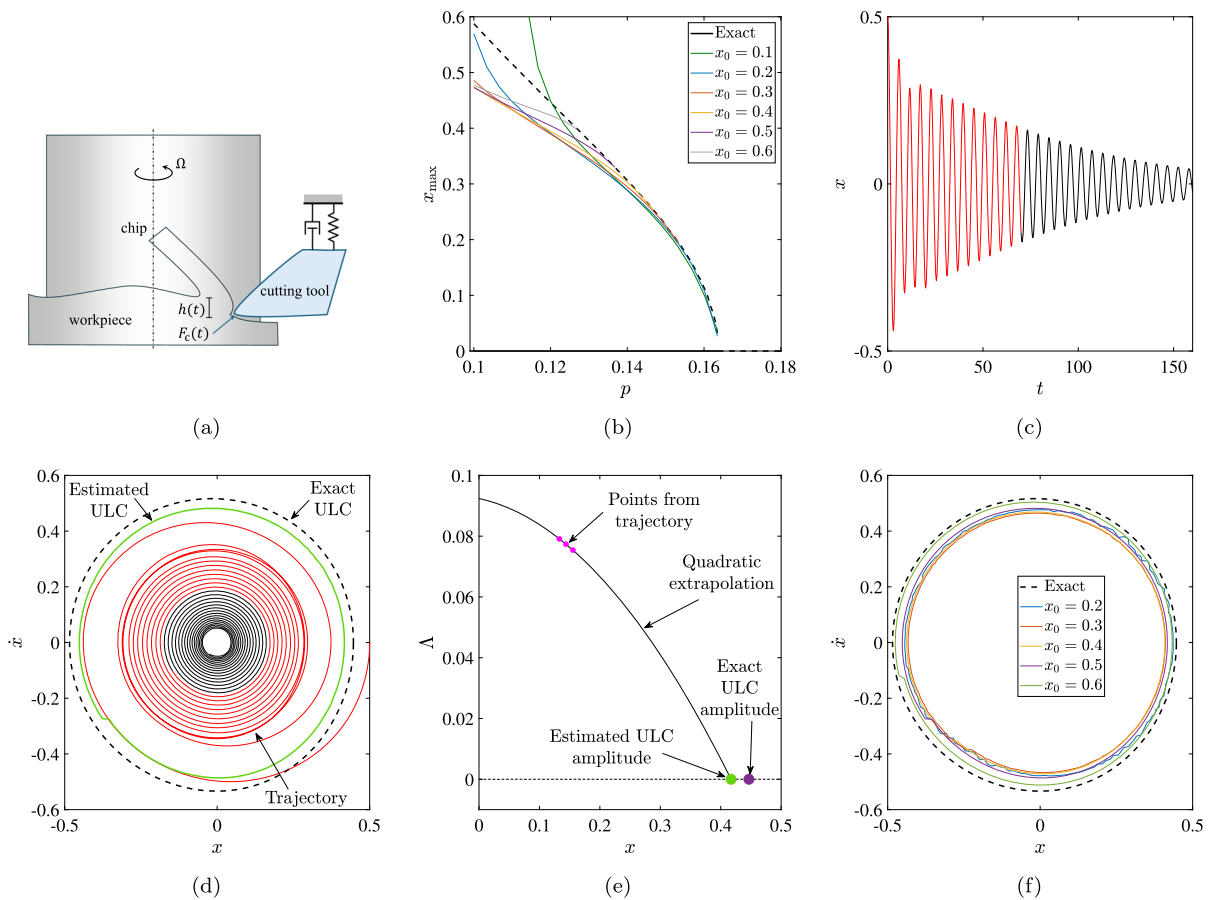 Ω
chip
h(t)
workpiece
F_c(t)
cutting tool
(a)
0.6
0.5
0.4
0.3
0.2
0.1
0
x_max
0.1
0.12
0.14
0.16
0.18
p
Exact
x_0 = 0.1
x_0 = 0.2
x_0 = 0.3
x_0 = 0.4
x_0 = 0.5
x_0 = 0.6
(b)
0.5
0
-0.5
x
0
50
100
150
t
(c)
0.6
0.4
0.2
0
-0.2
-0.4
-0.6
ẋ
Estimated
ULC
Exact
ULC
Trajectory
-0.5
0
0.5
x
(d)
0.1
0.08
0.06
0.04
0.02
0
Λ
Points from
trajectory
Quadratic
extrapolation
Exact
ULC
amplitude
Estimated ULC
amplitude
0
0.1
0.2
0.3
0.4
0.5
x
(e)
0.6
0.4
0.2
0
-0.2
-0.4
-0.6
ẋ
Exact
x_0 = 0.2
x_0 = 0.3
x_0 = 0.4
x_0 = 0.5
x_0 = 0.6
-0.5
0
0.5
x
(f)